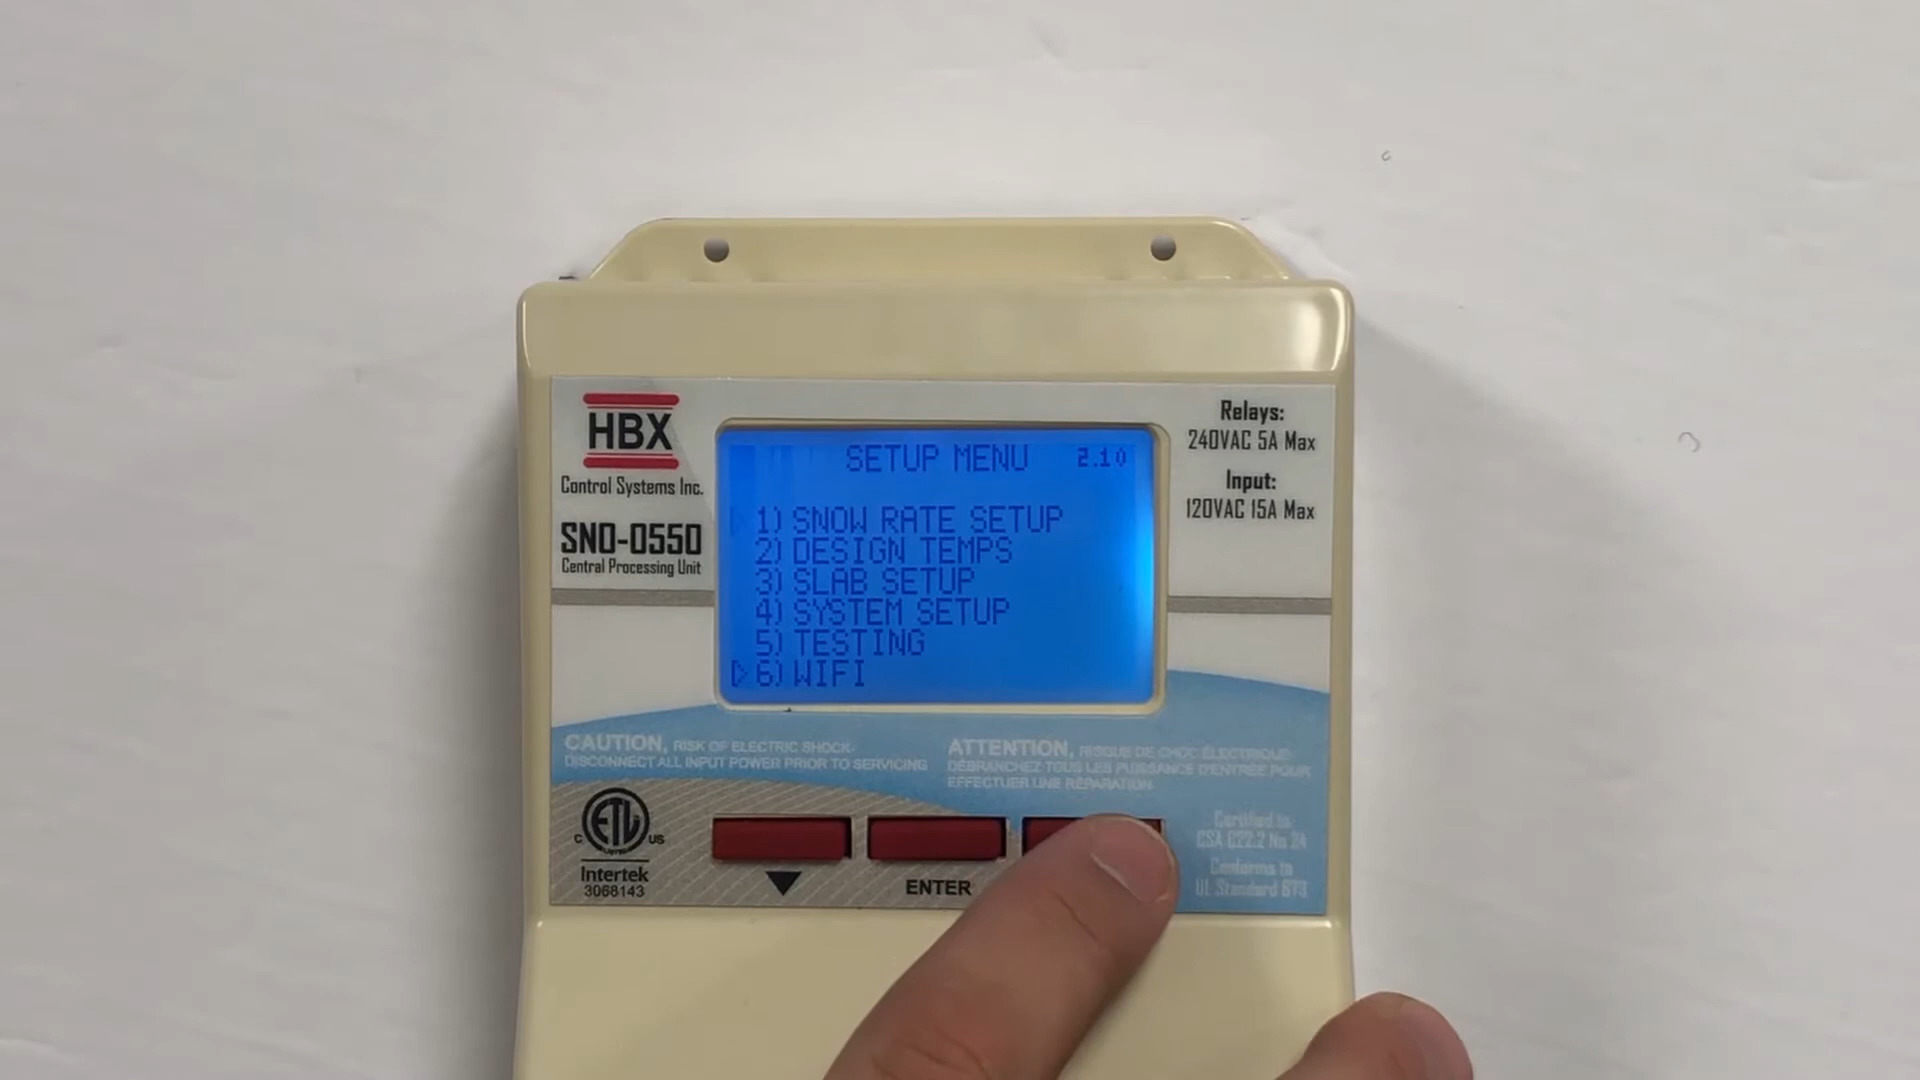 HBX
Control Systems Inc.
SNO-0550
Central Processing Unit
SETUP MENU 2.10
1) SNOW RATE SETUP
2) DESIGN TEMPS
3) SLAB SETUP
4) SYSTEM SETUP
5) TESTING
6) WIFI
Relays:
240VAC 5A Max
Input:
120VAC 15A Max
CAUTION, RISK OF ELECTRIC SHOCK-
DISCONNECT ALL INPUT POWER PRIOR TO SERVICING
ATTENTION, RISQUE DE CHOC ÉLECTRIQUE-
DÉBRANCHEZ TOUS LES PUISSANCE D'ENTRÉE POUR
EFFECTUER UNE RÉPARATION
C ETL US
Intertek
3068143
ENTER
Certified to
CSA C22.2 No 24
Conforms to
UL Standard 873